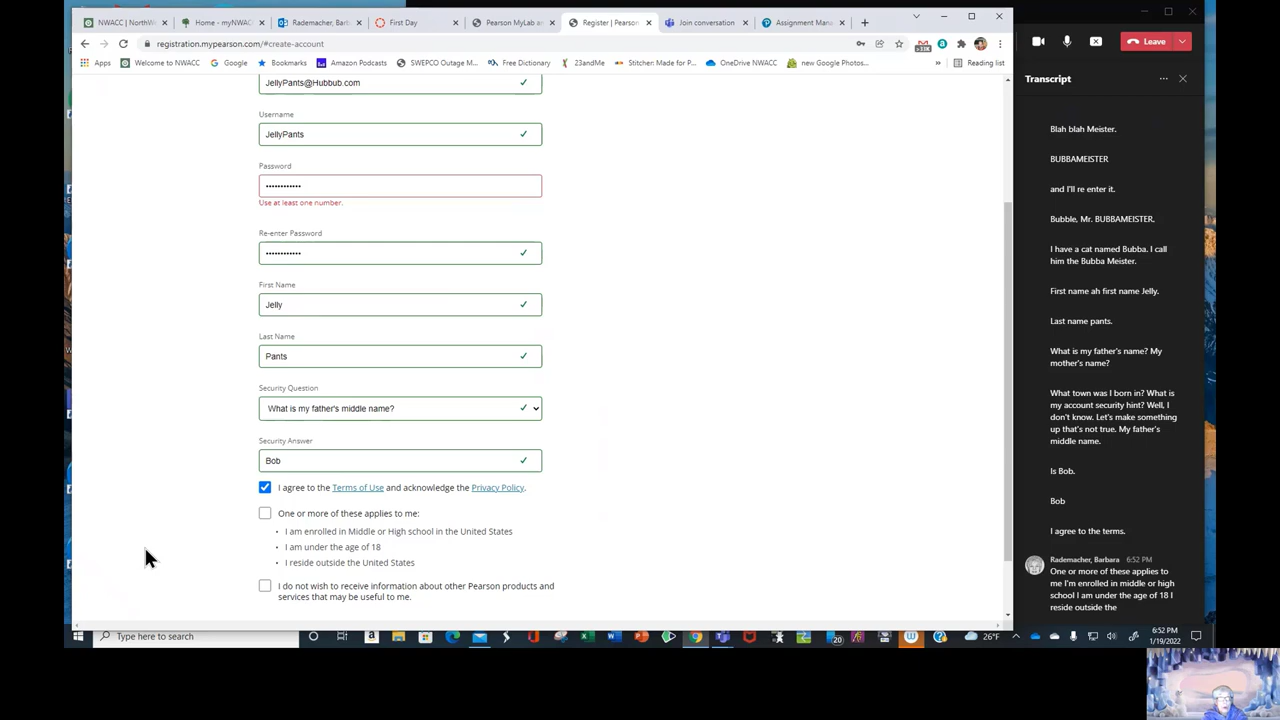 NWACC | NorthW
Home - myNWAC
Rademacher, Barb
First Day
Pearson MyLab an
Register | Pearson
Join conversation
Assignment Mana
registration.mypearson.com/#create-account
Apps
Welcome to NWACC
Google
Bookmarks
Amazon Podcasts
SWEPCO Outage M...
Free Dictionary
23andMe
Stitcher: Made for P...
OneDrive NWACC
new Google Photos...
Reading list
Leave
JellyPants@Hubbub.com
Username
JellyPants
Password
Use at least one number.
Re-enter Password
First Name
Jelly
Last Name
Pants
Security Question
What is my father's middle name?
Security Answer
Bob
I agree to the Terms of Use and acknowledge the Privacy Policy.
One or more of these applies to me:
I am enrolled in Middle or High school in the United States
I am under the age of 18
I reside outside the United States
I do not wish to receive information about other Pearson products and
services that may be useful to me.
Transcript
Blah blah Meister.
BUBBAMEISTER
and I'll re enter it.
Bubble, Mr. BUBBAMEISTER.
I have a cat named Bubba. I call
him the Bubba Meister.
First name ah first name Jelly.
Last name pants.
What is my father's name? My
mother's name?
What town was I born in? What is
my account security hint? Well, I
don't know. Let's make something
up that's not true. My father's
middle name.
Is Bob.
Bob
I agree to the terms.
Rademacher, Barbara 6:52 PM
One or more of these applies to
me I'm enrolled in middle or high
school I am under the age of 18 I
reside outside the
Type here to search
20
26°F
6:52 PM
1/19/2022